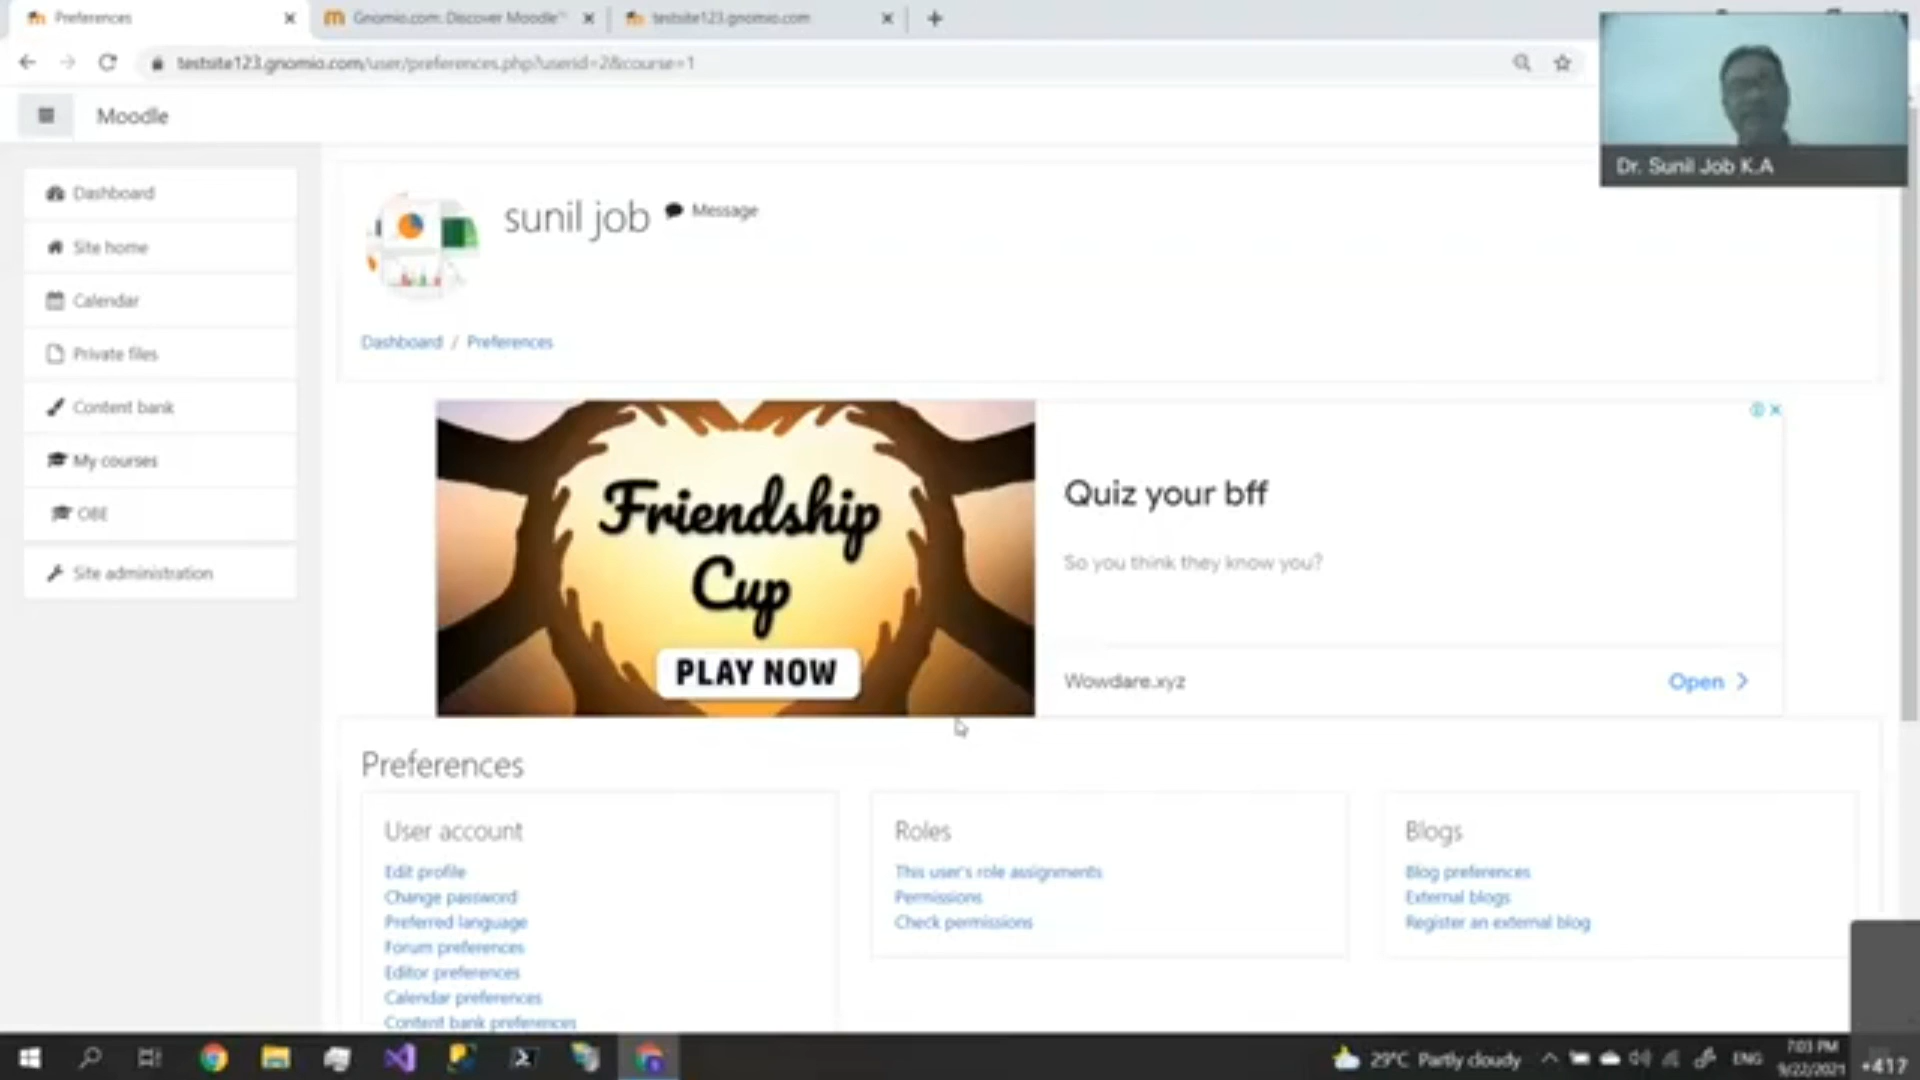 Preferences
Gnomio.com: Discover Moodle™
testsite123.gnomio.com
testsite123.gnomio.com/user/preferences.php?userid=2&course=1
Moodle
Dr. Sunil Job K.A
Dashboard
Site home
Calendar
Private files
Content bank
My courses
OBE
Site administration
sunil job
Message
Dashboard / Preferences
Friendship
Cup
PLAY NOW
Quiz your bff
So you think they know you?
Wowdare.xyz
Open
Preferences
User account
Edit profile
Change password
Preferred language
Forum preferences
Editor preferences
Calendar preferences
Content bank preferences
Roles
This user's role assignments
Permissions
Check permissions
Blogs
Blog preferences
External blogs
Register an external blog
29°C Partly cloudy
ENG
7:03 PM
9/22/2021
+417